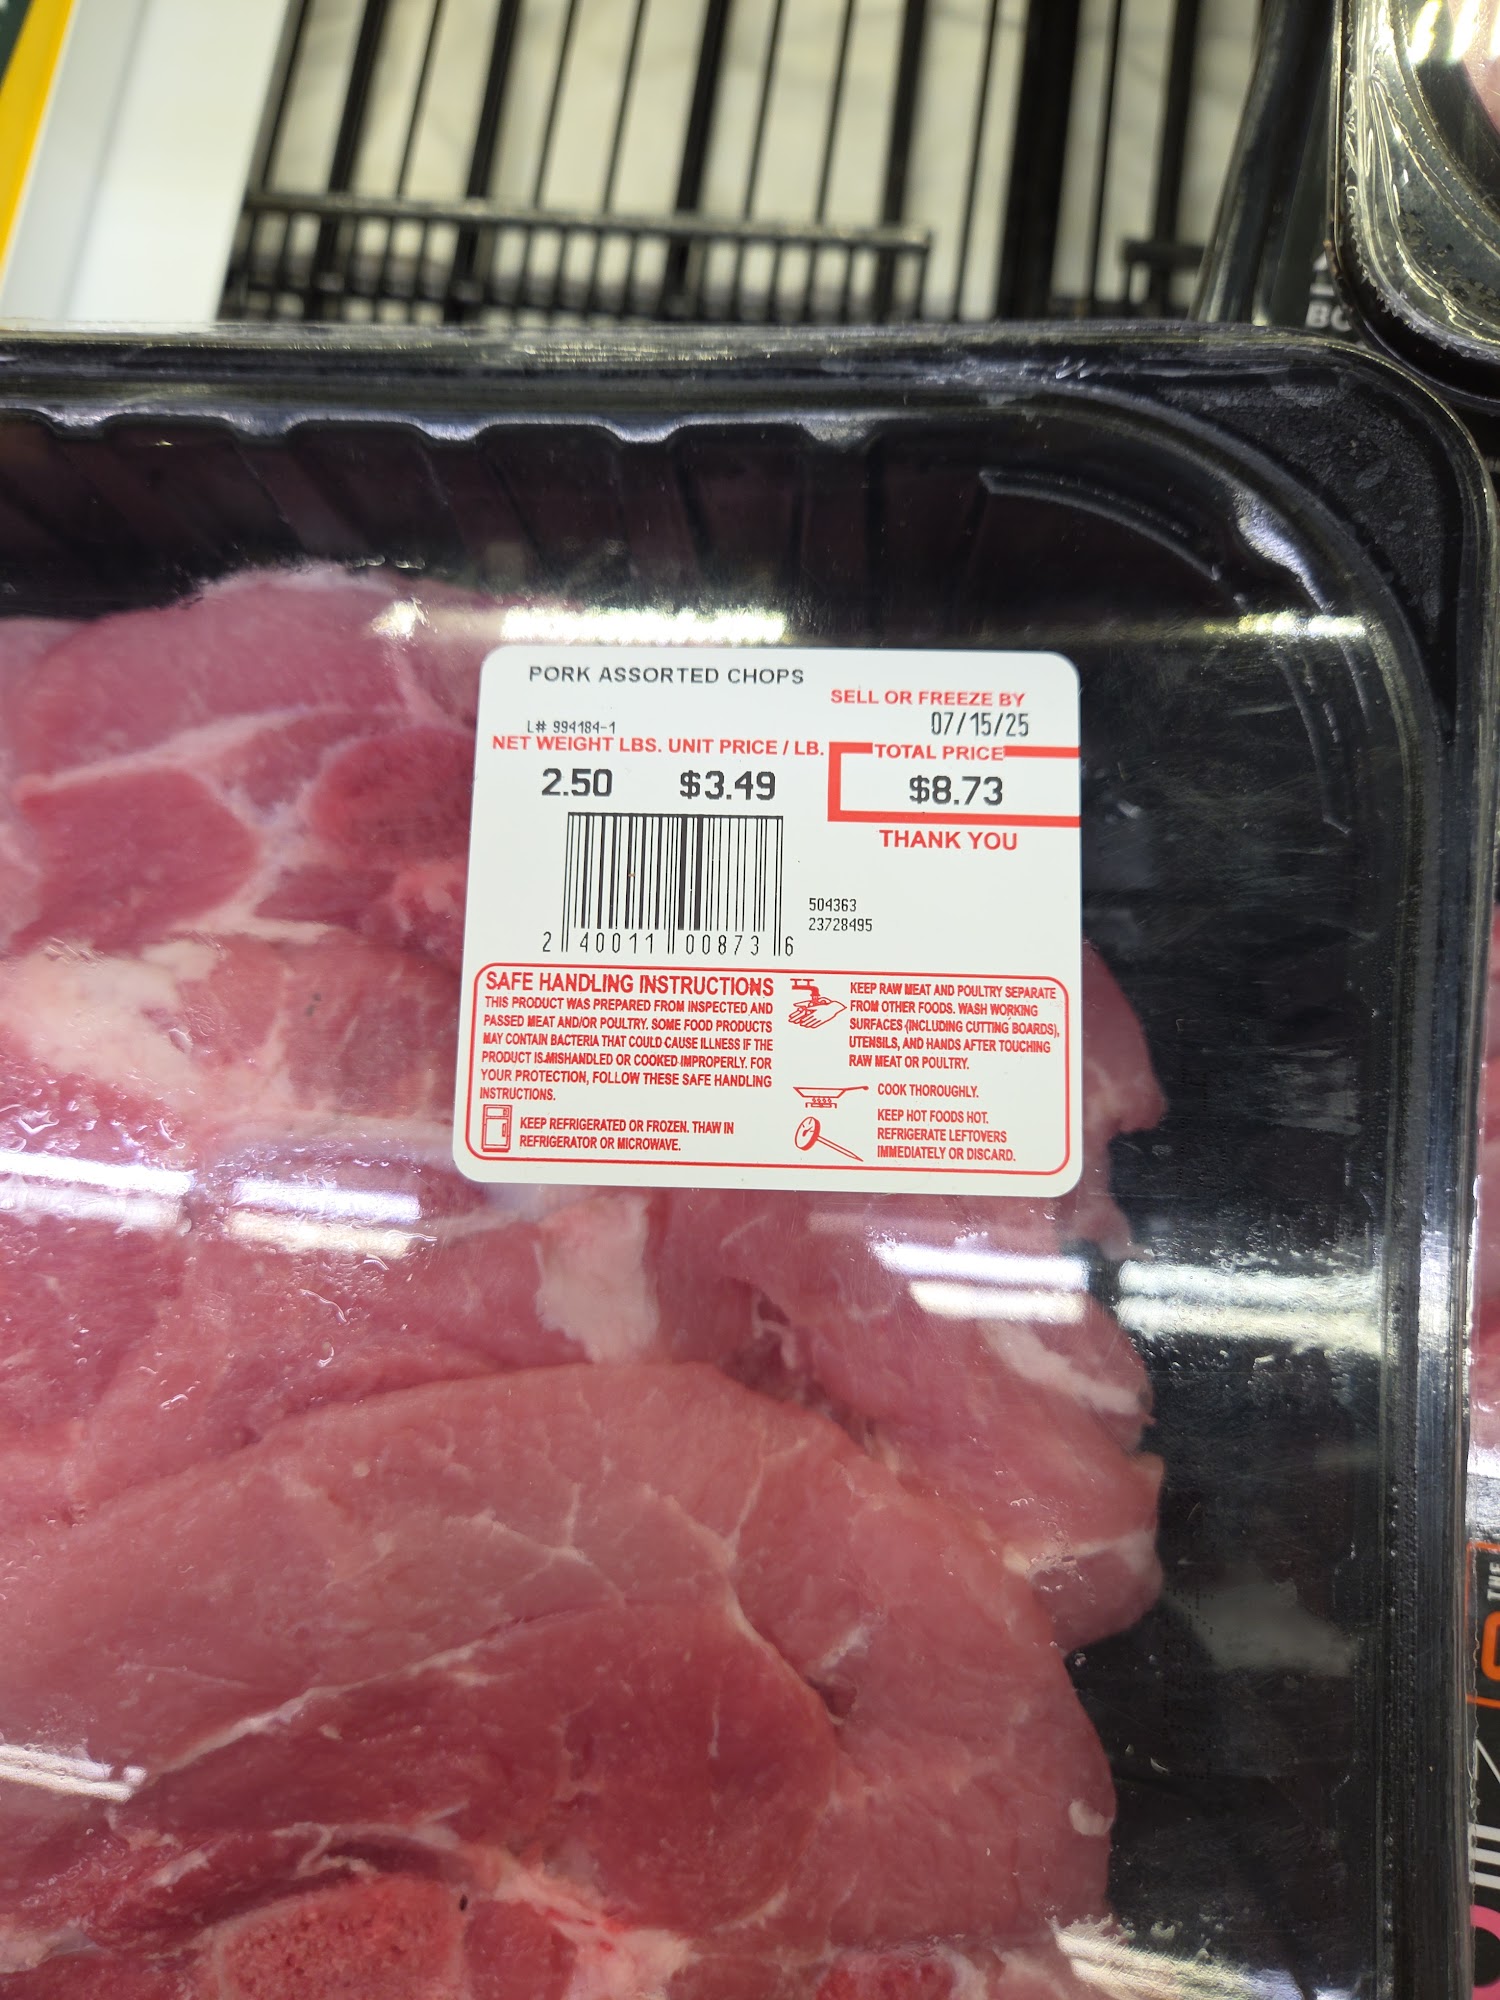 PORK ASSORTED CHOPS
SELL OR FREEZE BY
07/15/25
L# 994184-1
NET WEIGHT LBS. UNIT PRICE / LB. TOTAL PRICE
2.50 $3.49 $8.73
THANK YOU
504363
23728495
2 40011 00873 6
SAFE HANDLING INSTRUCTIONS
THIS PRODUCT WAS PREPARED FROM INSPECTED AND
PASSED MEAT AND/OR POULTRY. SOME FOOD PRODUCTS
MAY CONTAIN BACTERIA THAT COULD CAUSE ILLNESS IF THE
PRODUCT IS MISHANDLED OR COOKED IMPROPERLY. FOR
YOUR PROTECTION, FOLLOW THESE SAFE HANDLING
INSTRUCTIONS.
KEEP REFRIGERATED OR FROZEN. THAW IN
REFRIGERATOR OR MICROWAVE.
KEEP RAW MEAT AND POULTRY SEPARATE
FROM OTHER FOODS. WASH WORKING
SURFACES (INCLUDING CUTTING BOARDS),
UTENSILS, AND HANDS AFTER TOUCHING
RAW MEAT OR POULTRY.
COOK THOROUGHLY.
KEEP HOT FOODS HOT.
REFRIGERATE LEFTOVERS
IMMEDIATELY OR DISCARD.
THE